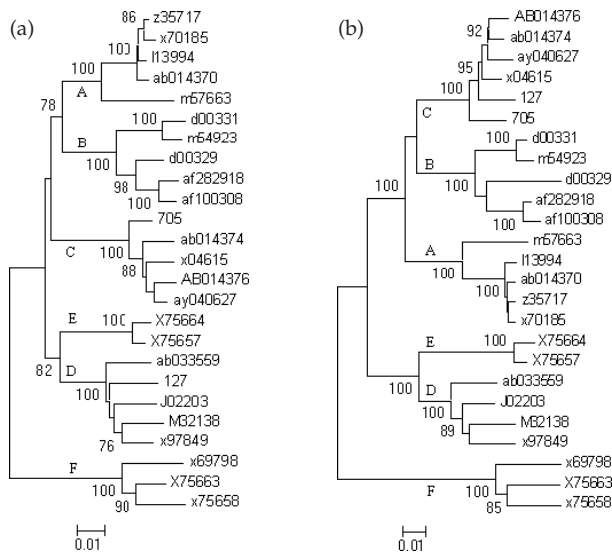 (a)
86
z35717
x70185
100
l13994
100
ab014370
A
m57663
78
d00331
100
B
m54923
100
d00329
98
af282918
100
af100308
705
C
100
ab014374
x04615
88
AB014376
ay040627
E
100
X75664
X75657
82
D
ab033559
100
127
J02203
M32138
76
x97849
F
x69798
100
X75663
90
x75658
0.01
(b)
AB014376
92
ab014374
ay040627
95
x04615
C
100
127
705
d00331
100
B
m54923
100
d00329
100
af282918
100
af100308
A
m57663
100
l13994
ab014370
100
z35717
x70185
E
100
X75664
X75657
100
D
ab033559
100
J02203
M32138
89
x97849
x69798
100
X75663
F
85
x75658
0.01